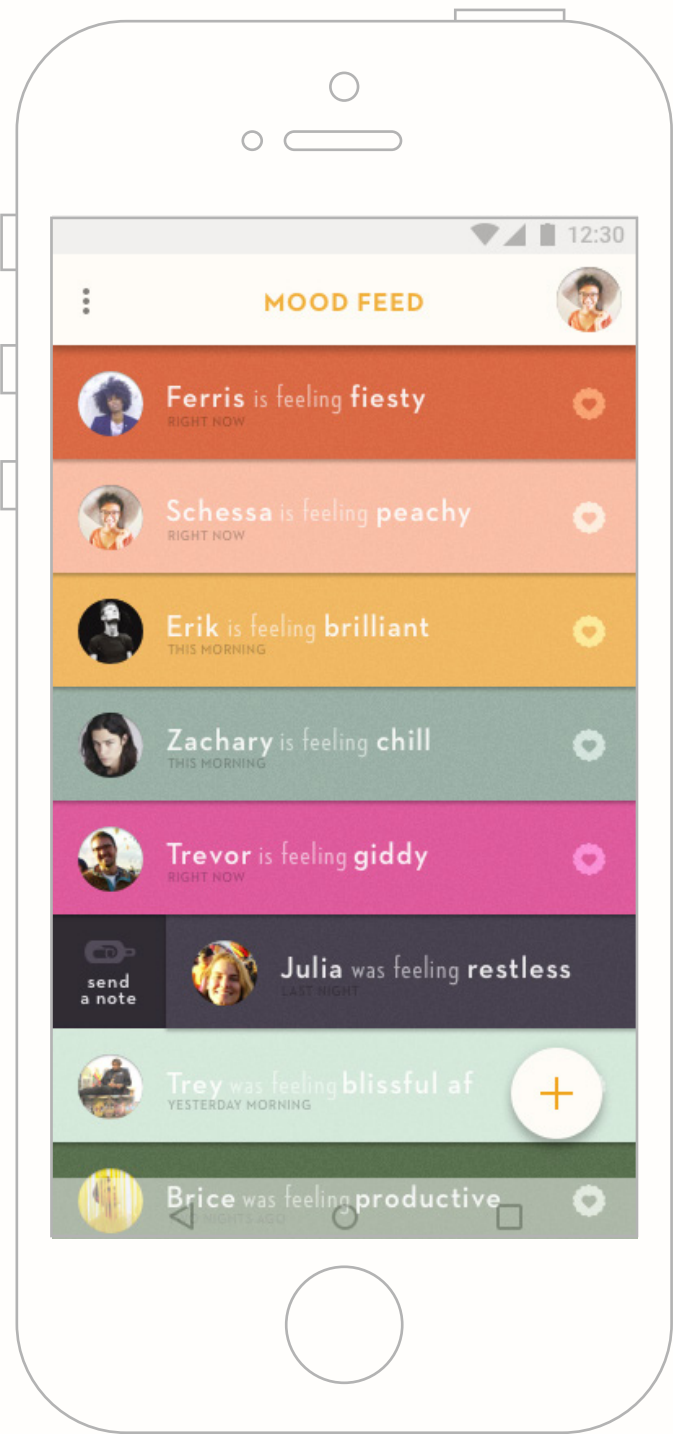 12:30
MOOD FEED
Ferris is feeling fiesty
RIGHT NOW
Schessa is feeling peachy
RIGHT NOW
Erik is feeling brilliant
THIS MORNING
Zachary is feeling chill
THIS MORNING
Trevor is feeling giddy
RIGHT NOW
send
a note
Julia was feeling restless
LAST NIGHT
Trey was feeling blissful af
YESTERDAY MORNING
Brice was feeling productive
NIGHTS AGO